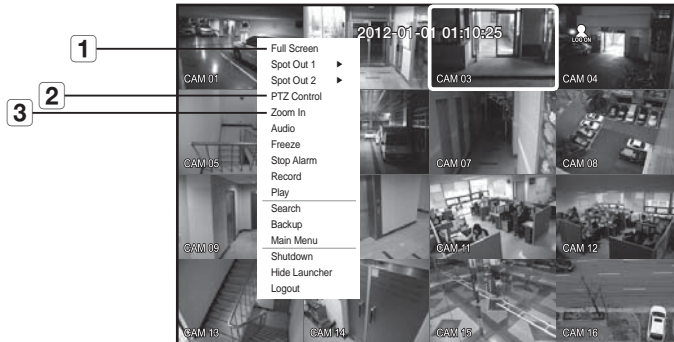 1
2
3
2012-01-01 01:10:25
LOG ON
CAM 01
CAM 03
CAM 04
Full Screen
Spot Out 1
Spot Out 2
PTZ Control
Zoom In
Audio
Freeze
Stop Alarm
Record
Play
Search
Backup
Main Menu
Shutdown
Hide Launcher
Logout
CAM 05
CAM 07
CAM 08
CAM 09
CAM 11
CAM 12
CAM 13
CAM 14
CAM 15
CAM 16